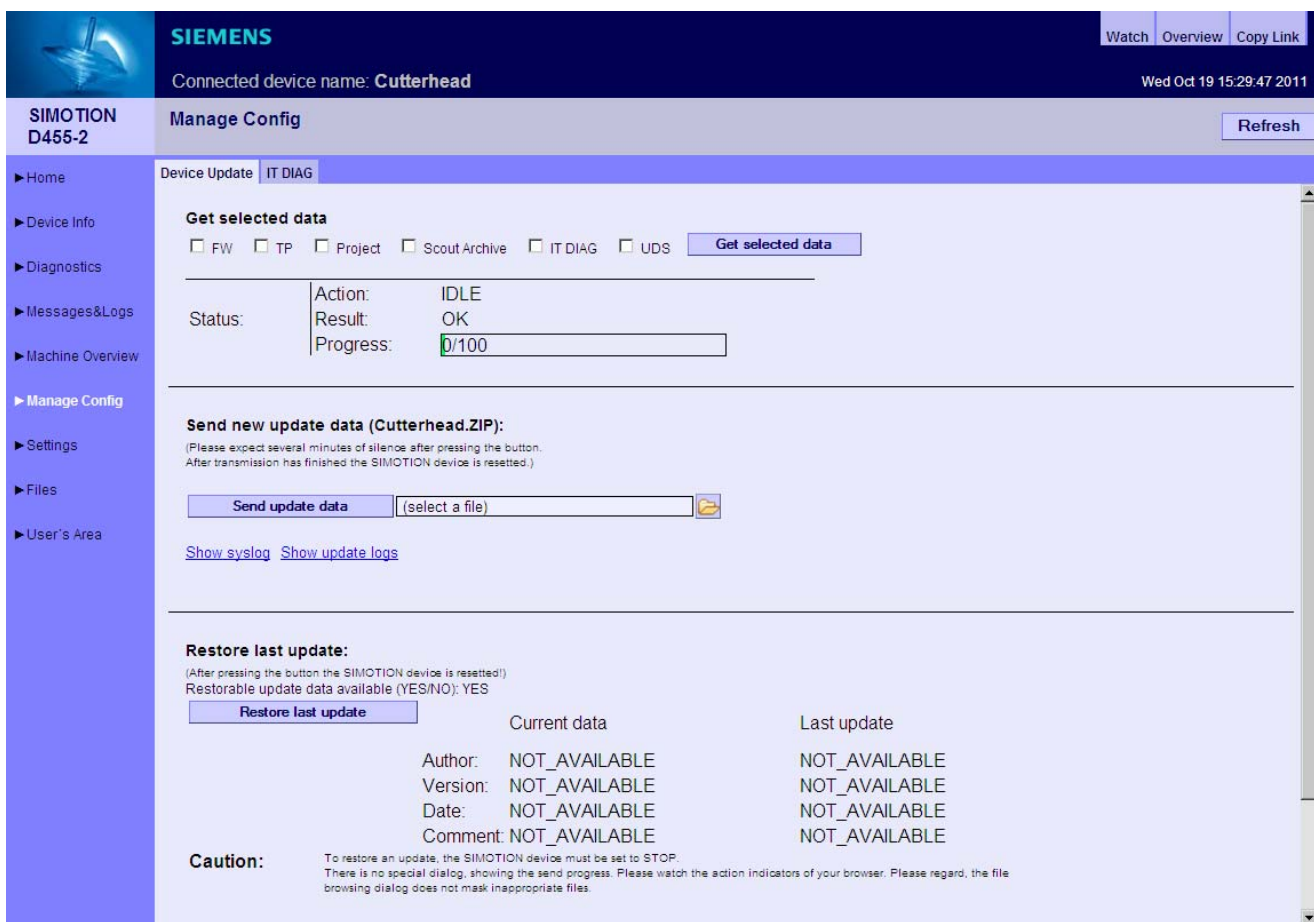 SIEMENS
Watch Overview Copy Link
Connected device name: Cutterhead
Wed Oct 19 15:29:47 2011
SIMOTION
D455-2
Manage Config
Refresh
Device Update IT DIAG
►Home
►Device Info
►Diagnostics
►Messages&Logs
►Machine Overview
►Manage Config
►Settings
►Files
►User´s Area
Get selected data
FW TP Project Scout Archive IT DIAG UDS Get selected data
Status:
Action: IDLE
Result: OK
Progress: 0/100
Send new update data (Cutterhead.ZIP):
(Please expect several minutes of silence after pressing the button.
After transmission has finished the SIMOTION device is resetted.)
Send update data (select a file)
Show syslog Show update logs
Restore last update:
(After pressing the button the SIMOTION device is resetted!)
Restorable update data available (YES/NO): YES
Restore last update
Current data Last update
Author: NOT_AVAILABLE NOT_AVAILABLE
Version: NOT_AVAILABLE NOT_AVAILABLE
Date: NOT_AVAILABLE NOT_AVAILABLE
Comment: NOT_AVAILABLE NOT_AVAILABLE
Caution:
To restore an update, the SIMOTION device must be set to STOP.
There is no special dialog, showing the send progress. Please watch the action indicators of your browser. Please regard, the file
browsing dialog does not mask inappropriate files.